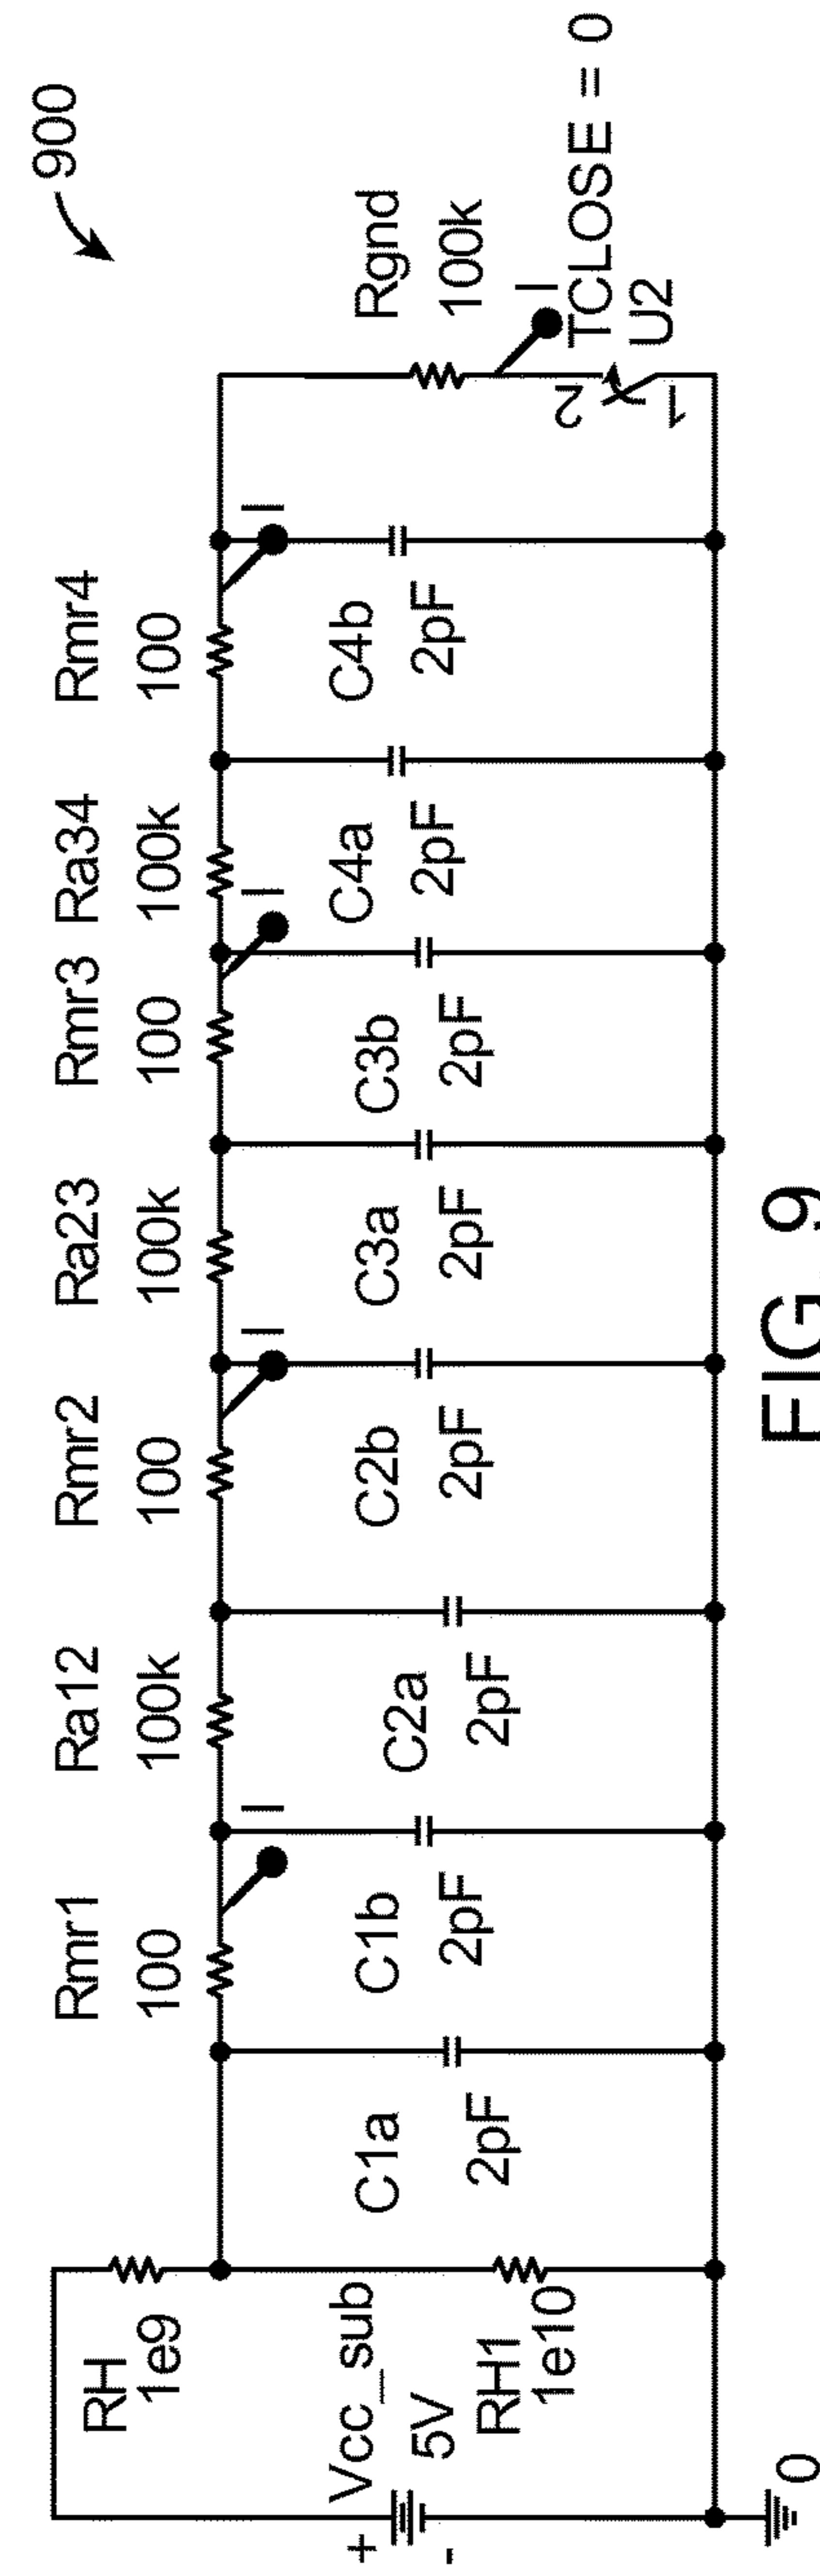 900
RH
1e9
Vcc_sub
5V
+
-
RH1
1e10
0
Rmr1
100
C1a
2pF
C1b
2pF
Ra12
100k
C2a
2pF
Rmr2
100
C2b
2pF
Ra23
100k
C3a
2pF
Rmr3
100
C3b
2pF
Ra34
100k
C4a
2pF
Rmr4
100
C4b
2pF
I
I
I
I
I
Rgnd
100k
TCLOSE = 0
U2
2
1
FIG. 9